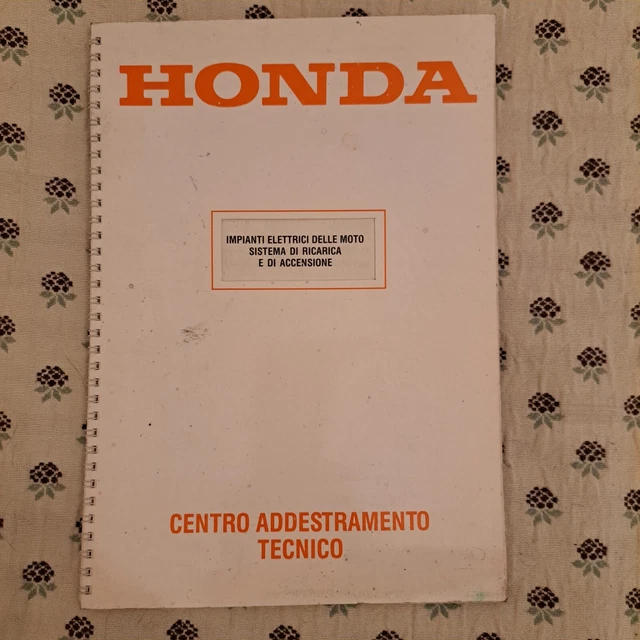 HONDA
IMPIANTI ELETTRICI DELLE MOTO
SISTEMA DI RICARICA
E DI ACCENSIONE
CENTRO ADDESTRAMENTO
TECNICO